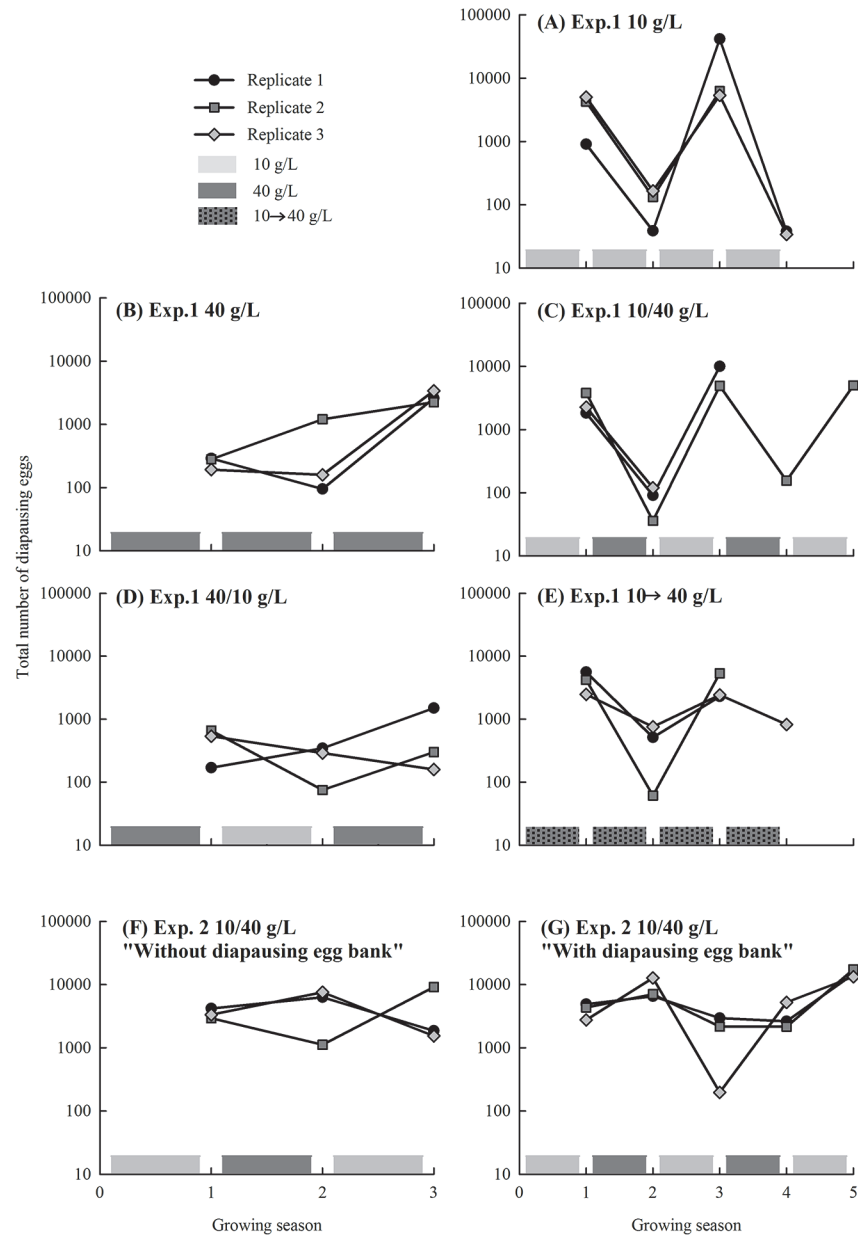 Replicate 1
Replicate 2
Replicate 3
10 g/L
40 g/L
10→40 g/L
(A) Exp.1 10 g/L
100000
10000
1000
100
10
(B) Exp.1 40 g/L
100000
10000
1000
100
10
1
2
3
(C) Exp.1 10/40 g/L
100000
10000
1000
100
10
(D) Exp.1 40/10 g/L
100000
10000
1000
100
10
(E) Exp.1 10→ 40 g/L
100000
10000
1000
100
10
(F) Exp. 2 10/40 g/L
"Without diapausing egg bank"
100000
10000
1000
100
10
0
1
2
3
Growing season
(G) Exp. 2 10/40 g/L
"With diapausing egg bank"
100000
10000
1000
100
10
0
1
2
3
4
5
Growing season
Total number of diapausing eggs